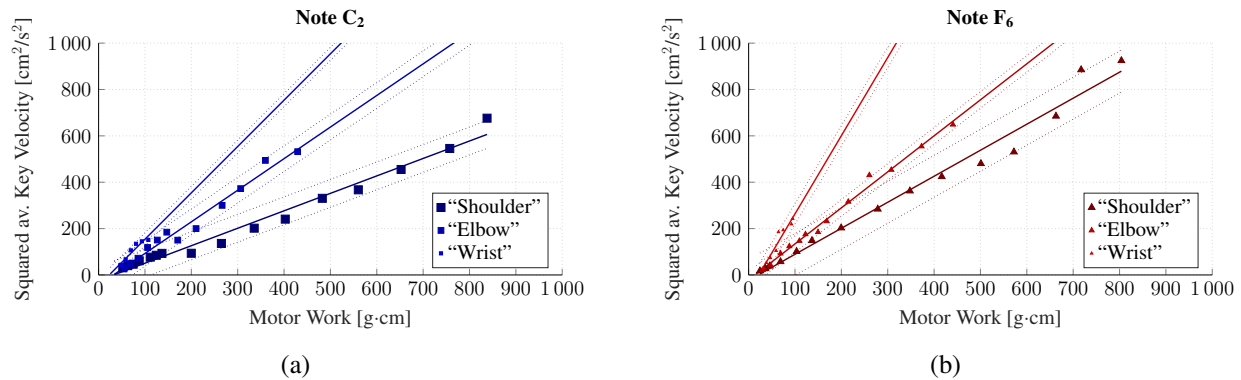 Note C₂
Squared av. Key Velocity [cm²/s²]
1 000
800
600
400
200
0
"Shoulder"
"Elbow"
"Wrist"
0 100 200 300 400 500 600 700 800 900 1 000
Motor Work [g·cm]
(a)
Note F₆
Squared av. Key Velocity [cm²/s²]
1 000
800
600
400
200
0
"Shoulder"
"Elbow"
"Wrist"
0 100 200 300 400 500 600 700 800 900 1 000
Motor Work [g·cm]
(b)